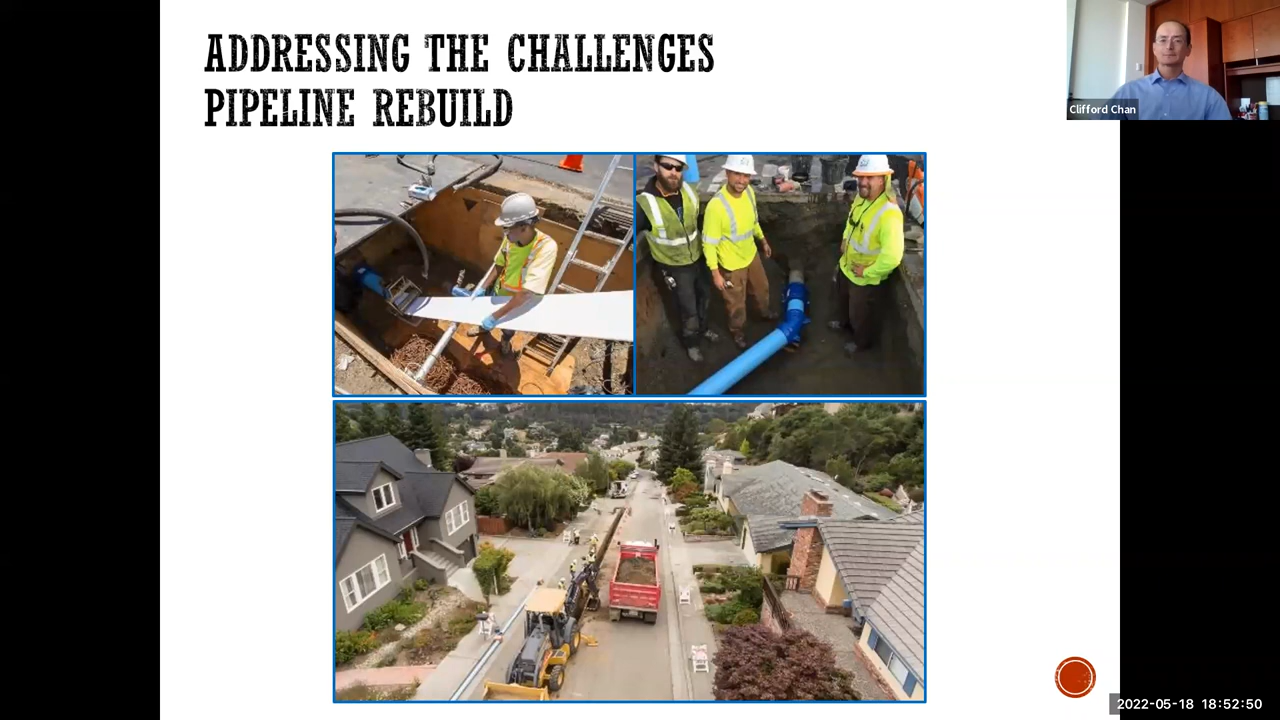 ADDRESSING THE CHALLENGES
PIPELINE REBUILD
Clifford Chan
2022-05-18 18:52:50